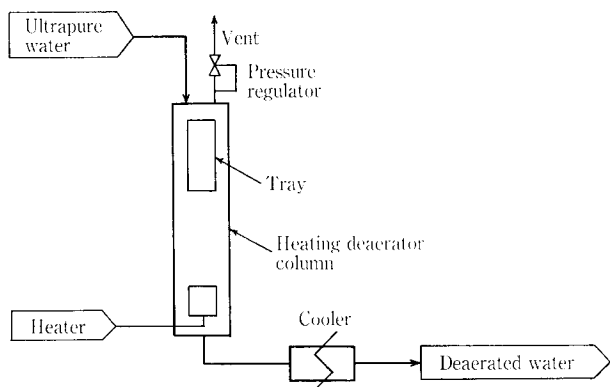 Ultrapure
water
Vent
Pressure
regulator
Tray
Heating deaerator
column
Heater
Cooler
Deaerated water